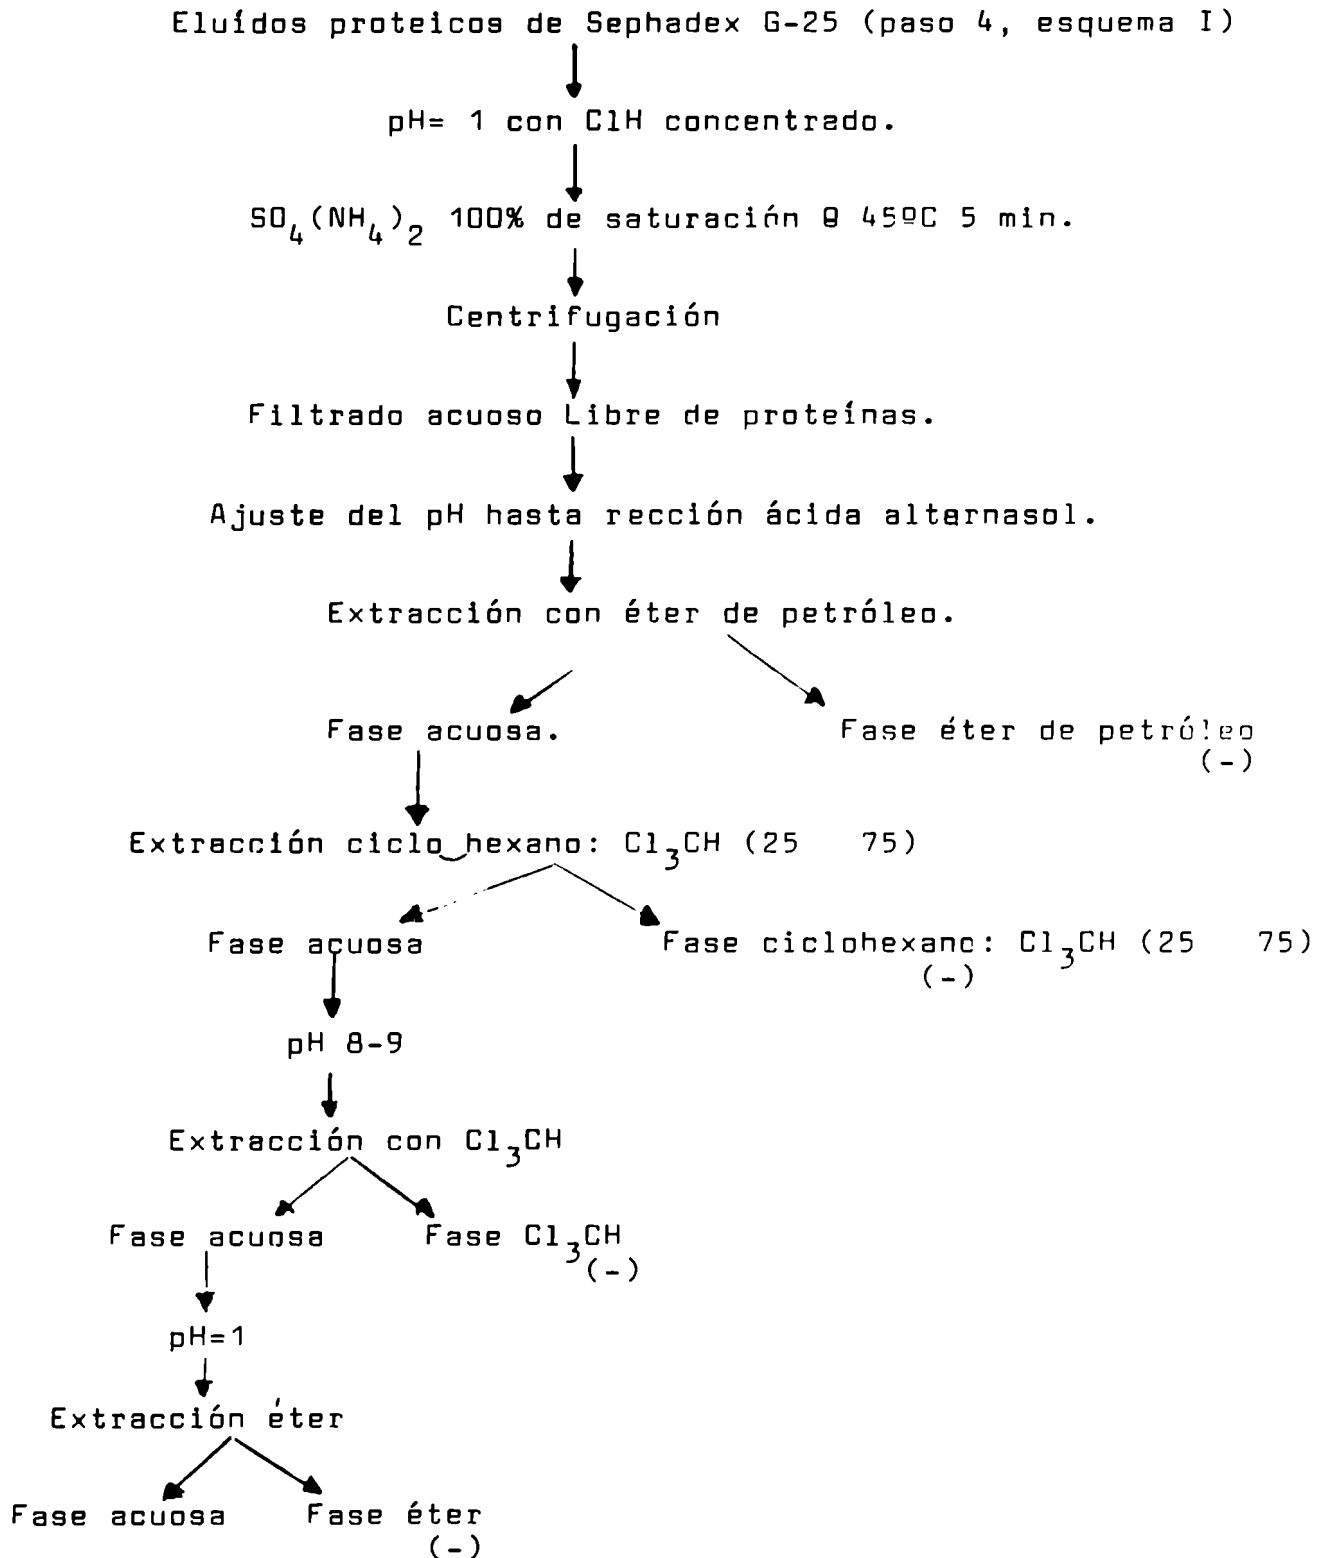 Eluídos proteicos de Sephadex G-25 (paso 4, esquema I)
pH= 1 con ClH concentrado.
SO4(NH4)2 100% de saturación @ 45ºC 5 min.
Centrifugación
Filtrado acuoso Libre de proteínas.
Ajuste del pH hasta rección ácida alternasol.
Extracción con éter de petróleo.
Fase acuosa.
Fase éter de petróleo
(-)
Extracción ciclo hexano: Cl3CH (25 75)
Fase acuosa
Fase ciclohexano: Cl3CH (25 75)
(-)
pH 8-9
Extracción con Cl3CH
Fase acuosa
Fase Cl3CH
(-)
pH=1
Extracción éter
Fase acuosa
Fase éter
(-)